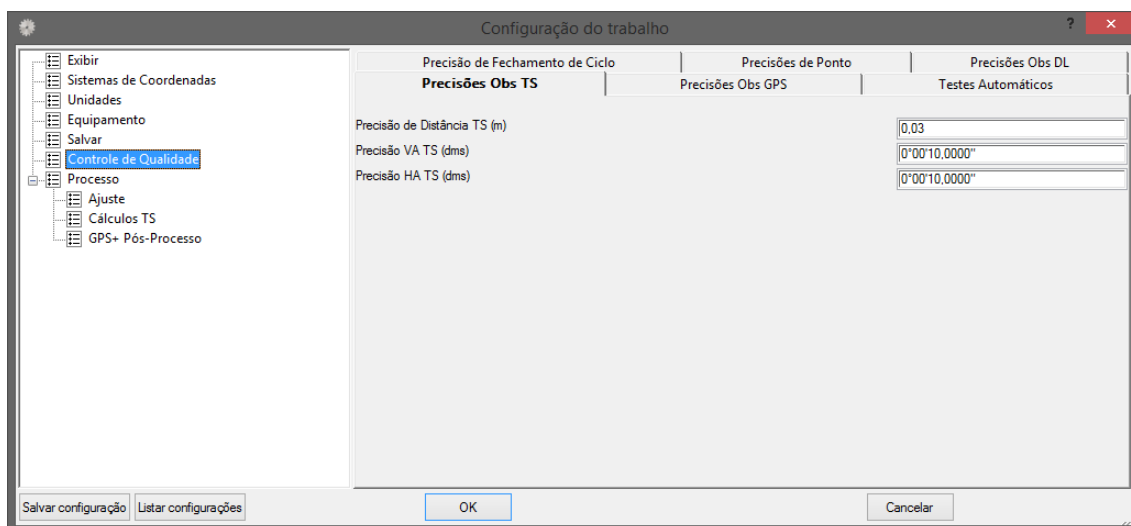 Configuração do trabalho
?
×
Exibir
Sistemas de Coordenadas
Unidades
Equipamento
Salvar
Controle de Qualidade
Processo
Ajuste
Cálculos TS
GPS+ Pós-Processo
Precisão de Fechamento de Ciclo
Precisões de Ponto
Precisões Obs DL
Precisões Obs TS
Precisões Obs GPS
Testes Automáticos
Precisão de Distância TS (m) 0,03
Precisão VA TS (dms) 0°00'10,0000"
Precisão HA TS (dms) 0°00'10,0000"
Salvar configuração
Listar configurações
OK
Cancelar